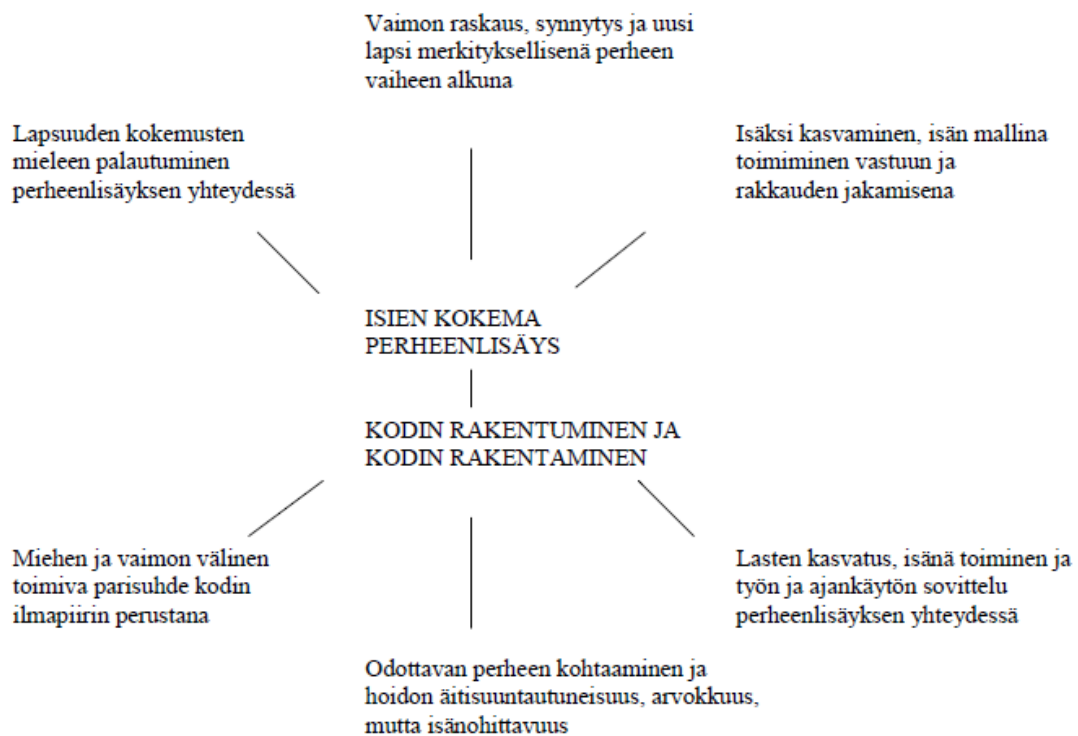 Vaimon raskaus, synnytys ja uusi
lapsi merkityksellisenä perheen
vaiheen alkuna
Lapsuuden kokemusten
mieleen palautuminen
perheenlisäyksen yhteydessä
Isäksi kasvaminen, isän mallina
toimiminen vastuun ja
rakkauden jakamisena
ISIEN KOKEMA
PERHEENLISÄYS
KODIN RAKENTUMINEN JA
KODIN RAKENTAMINEN
Miehen ja vaimon välinen
toimiva parisuhde kodin
ilmapiirin perustana
Lasten kasvatus, isänä toiminen ja
työn ja ajankäytön sovittelu
perheenlisäyksen yhteydessä
Odottavan perheen kohtaaminen ja
hoidon äitisuuntautuneisuus, arvokkuus,
mutta isänohittavuus